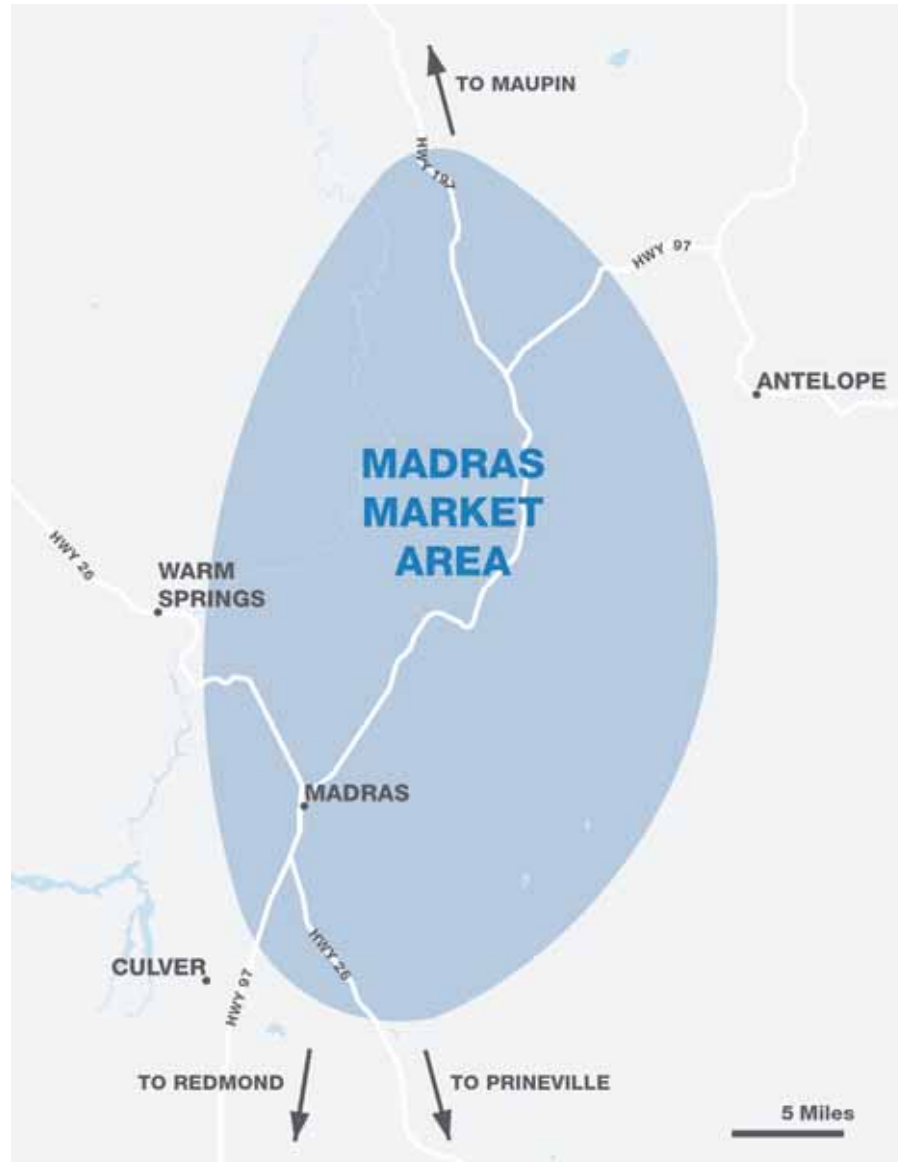 TO MAUPIN
HWY 197
HWY 97
ANTELOPE
MADRAS
MARKET
AREA
HWY 26
WARM
SPRINGS
MADRAS
CULVER
HWY 97
HWY 26
TO REDMOND
TO PRINEVILLE
5 Miles